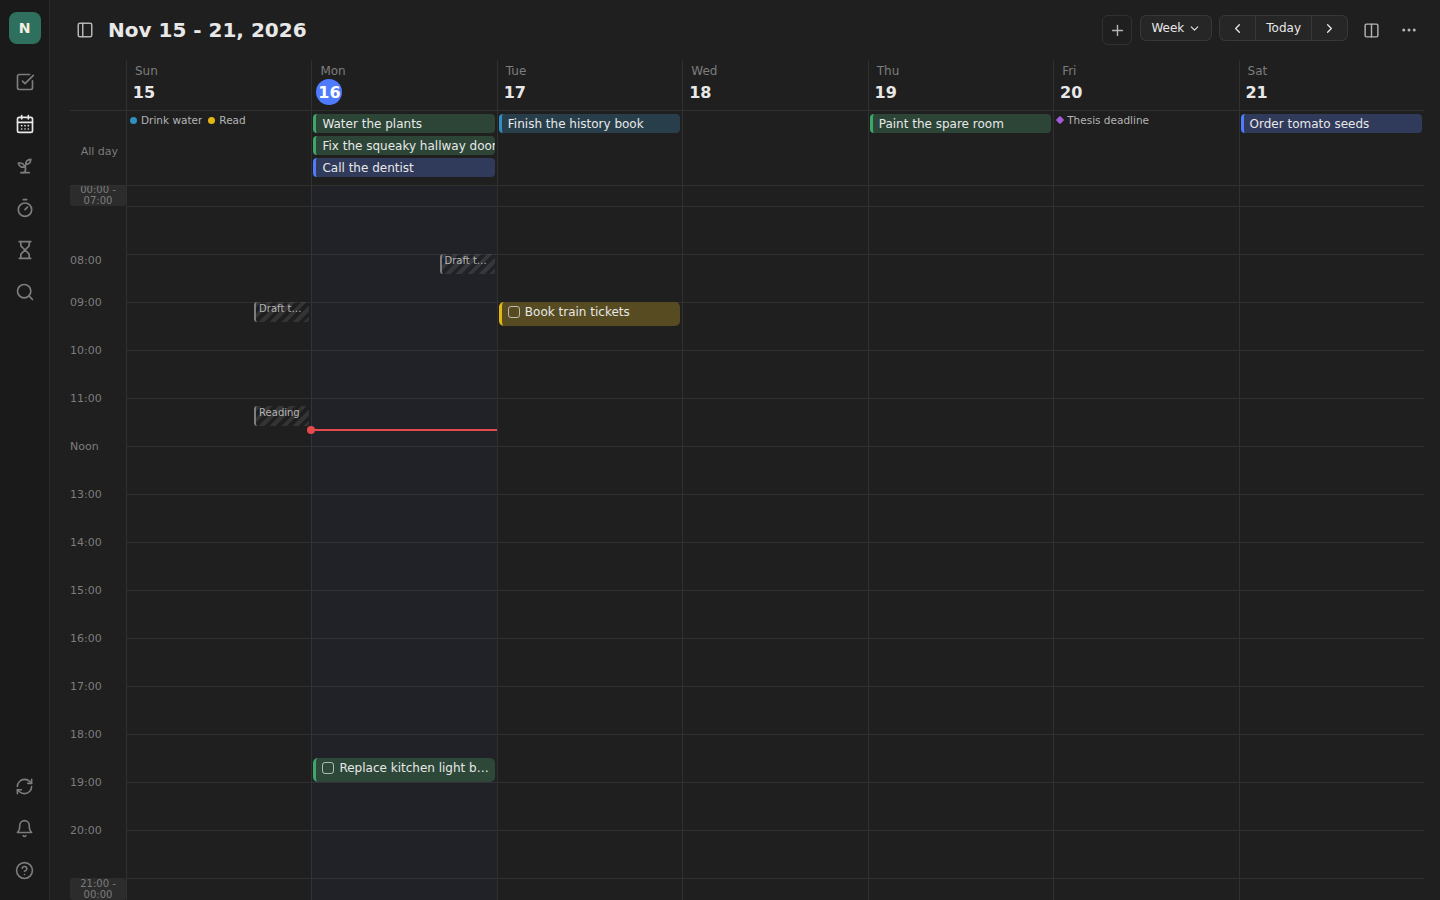 N
Nov 15 - 21, 2026
Week
Today
Sun
15
Mon
16
Tue
17
Wed
18
Thu
19
Fri
20
Sat
21
All day
Drink water
Read
Water the plants
Fix the squeaky hallway door
Call the dentist
Finish the history book
Paint the spare room
Thesis deadline
Order tomato seeds
00:00 -
07:00
08:00
Draft t…
09:00
Draft t…
Book train tickets
10:00
11:00
Reading
Noon
13:00
14:00
15:00
16:00
17:00
18:00
Replace kitchen light b…
19:00
20:00
21:00 -
00:00